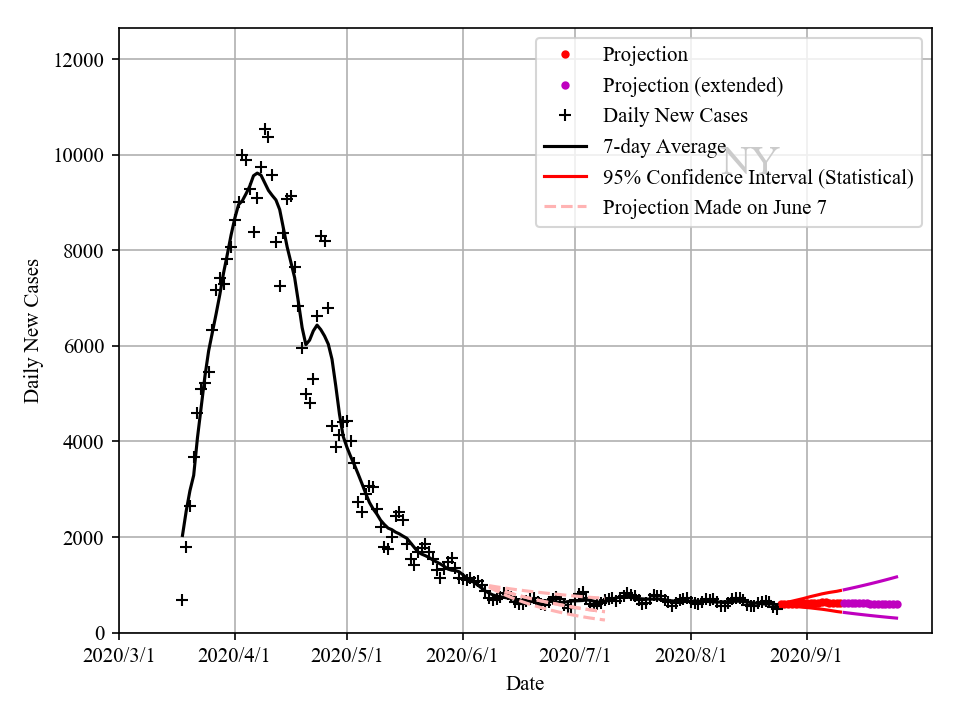 12000
10000
8000
6000
4000
2000
0
Daily New Cases
Projection
Projection (extended)
Daily New Cases
7-day Average
NY
95% Confidence Interval (Statistical)
Projection Made on June 7
2020/3/1 2020/4/1 2020/5/1 2020/6/1 2020/7/1 2020/8/1 2020/9/1
Date